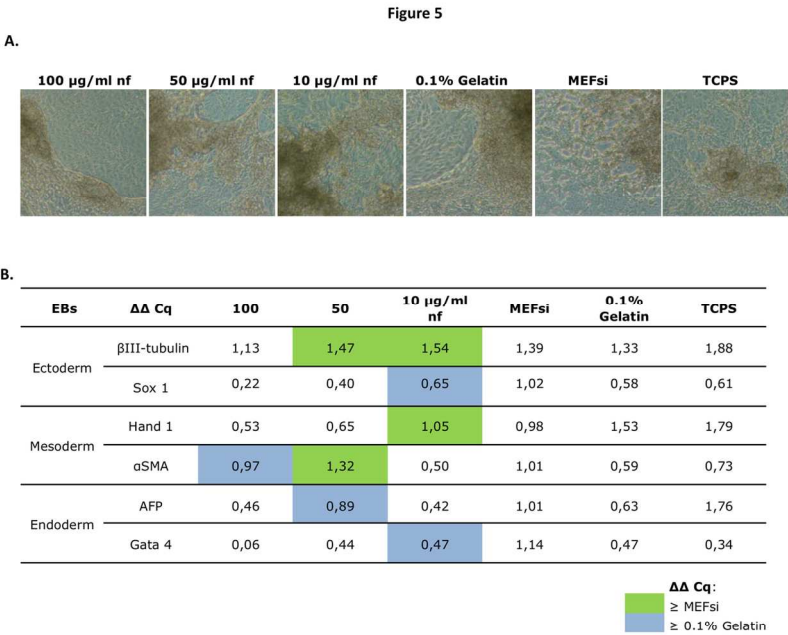 Figure 5
A.
100 µg/ml nf 50 µg/ml nf 10 µg/ml nf 0.1% Gelatin MEFsi TCPS
B.
EBs ΔΔ Cq 100 50 10 µg/ml nf MEFsi 0.1% Gelatin TCPS
Ectoderm
βIII-tubulin 1,13 1,47 1,54 1,39 1,33 1,88
Sox 1 0,22 0,40 0,65 1,02 0,58 0,61
Mesoderm
Hand 1 0,53 0,65 1,05 0,98 1,53 1,79
αSMA 0,97 1,32 0,50 1,01 0,59 0,73
Endoderm
AFP 0,46 0,89 0,42 1,01 0,63 1,76
Gata 4 0,06 0,44 0,47 1,14 0,47 0,34
ΔΔ Cq:
≥ MEFsi
≥ 0.1% Gelatin